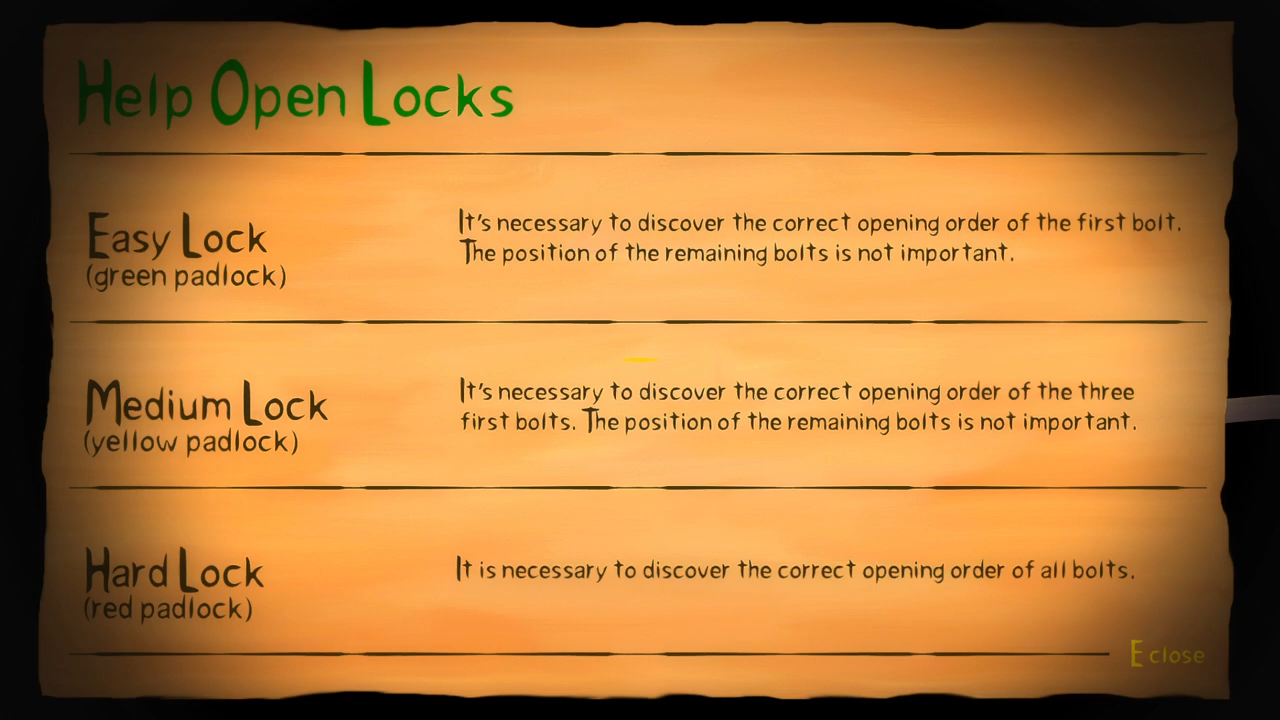 Help Open Locks
Easy Lock
(green padlock)
It's necessary to discover the correct opening order of the first bolt.
The position of the remaining bolts is not important.
Medium Lock
(yellow padlock)
It's necessary to discover the correct opening order of the three
first bolts. The position of the remaining bolts is not important.
Hard Lock
(red padlock)
It is necessary to discover the correct opening order of all bolts.
E close